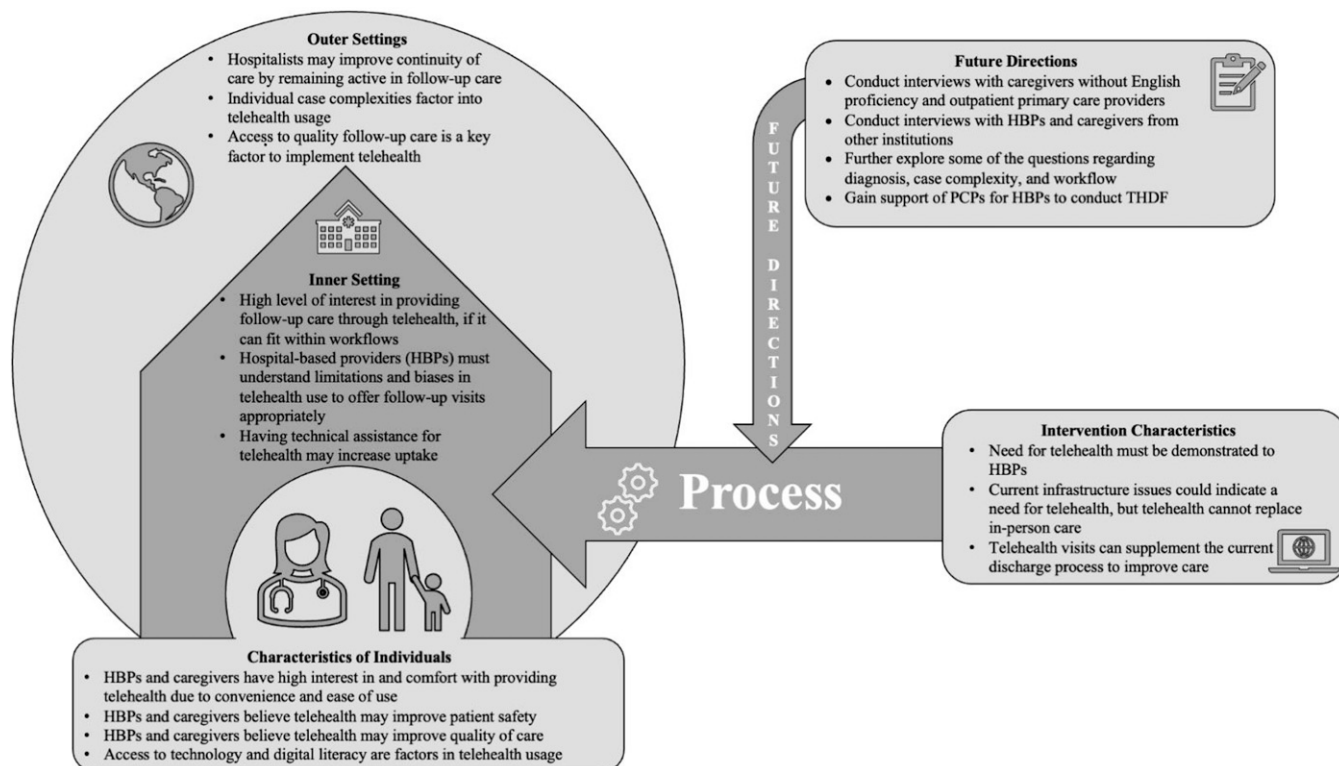 Outer Settings
• Hospitalists may improve continuity of
care by remaining active in follow-up care
• Individual case complexities factor into
telehealth usage
• Access to quality follow-up care is a key
factor to implement telehealth
Inner Setting
• High level of interest in providing
follow-up care through telehealth, if it
can fit within workflows
• Hospital-based providers (HBPs) must
understand limitations and biases in
telehealth use to offer follow-up visits
appropriately
• Having technical assistance for
telehealth may increase uptake
Characteristics of Individuals
• HBPs and caregivers have high interest in and comfort with providing
telehealth due to convenience and ease of use
• HBPs and caregivers believe telehealth may improve patient safety
• HBPs and caregivers believe telehealth may improve quality of care
• Access to technology and digital literacy are factors in telehealth usage
Process
FUTURE DIRECTIONS
Future Directions
• Conduct interviews with caregivers without English
proficiency and outpatient primary care providers
• Conduct interviews with HBPs and caregivers from
other institutions
• Further explore some of the questions regarding
diagnosis, case complexity, and workflow
• Gain support of PCPs for HBPs to conduct THDF
Intervention Characteristics
• Need for telehealth must be demonstrated to
HBPs
• Current infrastructure issues could indicate a
need for telehealth, but telehealth cannot replace
in-person care
• Telehealth visits can supplement the current
discharge process to improve care